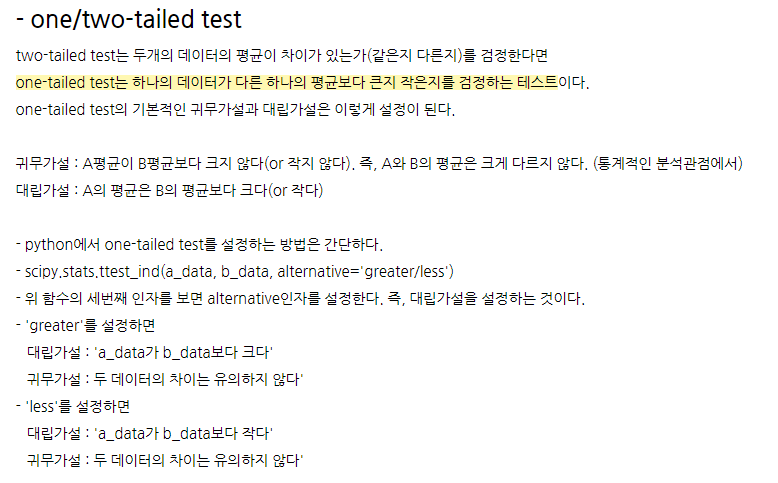 - one/two-tailed test
two-tailed test는 두개의 데이터의 평균이 차이가 있는가(같은지 다른지)를 검정한다면
one-tailed test는 하나의 데이터가 다른 하나의 평균보다 큰지 작은지를 검정하는 테스트이다.
one-tailed test의 기본적인 귀무가설과 대립가설은 이렇게 설정이 된다.
귀무가설 : A평균이 B평균보다 크지 않다(or 작지 않다). 즉, A와 B의 평균은 크게 다르지 않다. (통계적인 분석관점에서)
대립가설 : A의 평균은 B의 평균보다 크다(or 작다)
- python에서 one-tailed test를 설정하는 방법은 간단하다.
- scipy.stats.ttest_ind(a_data, b_data, alternative='greater/less')
- 위 함수의 세번째 인자를 보면 alternative인자를 설정한다. 즉, 대립가설을 설정하는 것이다.
- 'greater'를 설정하면
대립가설 : 'a_data가 b_data보다 크다'
귀무가설 : 두 데이터의 차이는 유의하지 않다'
- 'less'를 설정하면
대립가설 : 'a_data가 b_data보다 작다'
귀무가설 : 두 데이터의 차이는 유의하지 않다'